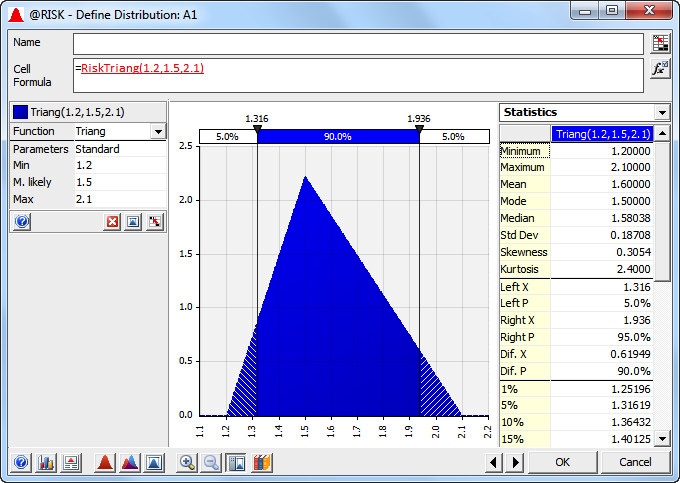 @RISK - Define Distribution: A1
Name
Cell Formula
=RiskTriang(1.2,1.5,2.1)
Triang(1.2,1.5,2.1)
Function Triang
Parameters Standard
Min 1.2
M. likely 1.5
Max 2.1
1.316 1.936
5.0% 90.0% 5.0%
2.5
2.0
1.5
1.0
0.5
0.0
1.1 1.2 1.3 1.4 1.5 1.6 1.7 1.8 1.9 2.0 2.1 2.2
Statistics
Triang(1.2,1.5,2.1)
Minimum 1.20000
Maximum 2.10000
Mean 1.60000
Mode 1.50000
Median 1.58038
Std Dev 0.18708
Skewness 0.3054
Kurtosis 2.4000
Left X 1.316
Left P 5.0%
Right X 1.936
Right P 95.0%
Dif. X 0.61949
Dif. P 90.0%
1% 1.25196
5% 1.31619
10% 1.36432
15% 1.40125
OK Cancel